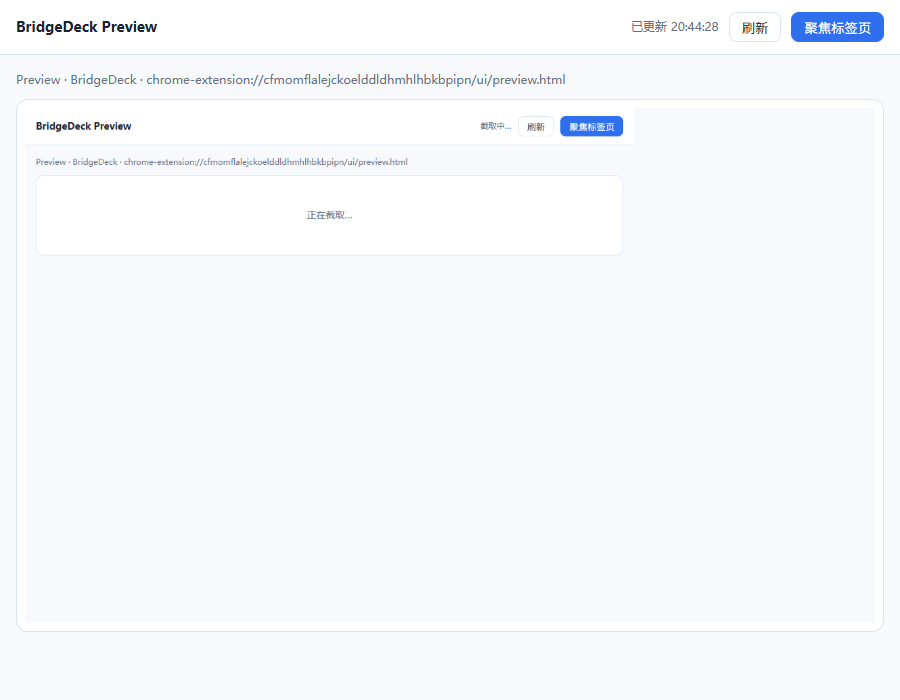 BridgeDeck Preview
已更新 20:44:28 刷新 聚焦标签页
Preview · BridgeDeck · chrome-extension://cfmomflalejckoelddldhmhlhbkbpipn/ui/preview.html
BridgeDeck Preview
截取中... 刷新 聚焦标签页
Preview · BridgeDeck · chrome-extension://cfmomflalejckoelddldhmhlhbkbpipn/ui/preview.html
正在截取...